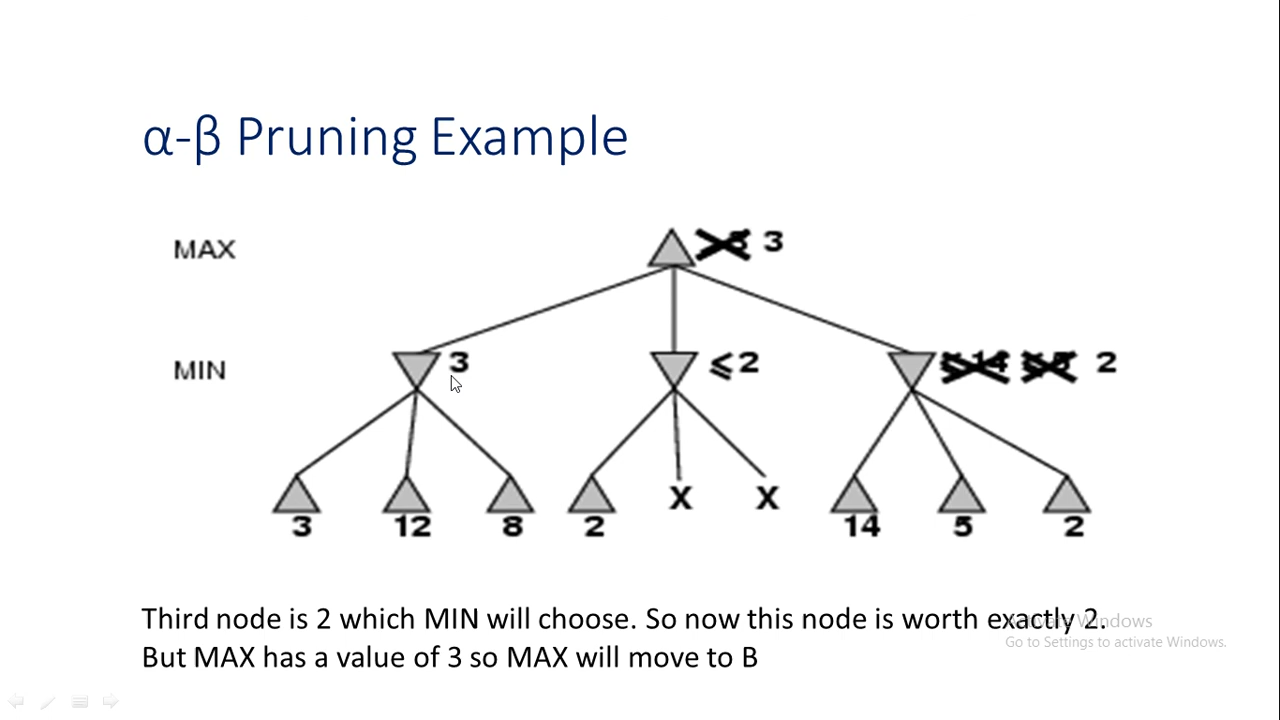 α-β Pruning Example
MAX
3
MIN
3
⩽2
2
3
12
8
2
X
X
14
5
2
Third node is 2 which MIN will choose. So now this node is worth exactly 2.
Activate Windows
Go to Settings to activate Windows.
But MAX has a value of 3 so MAX will move to B